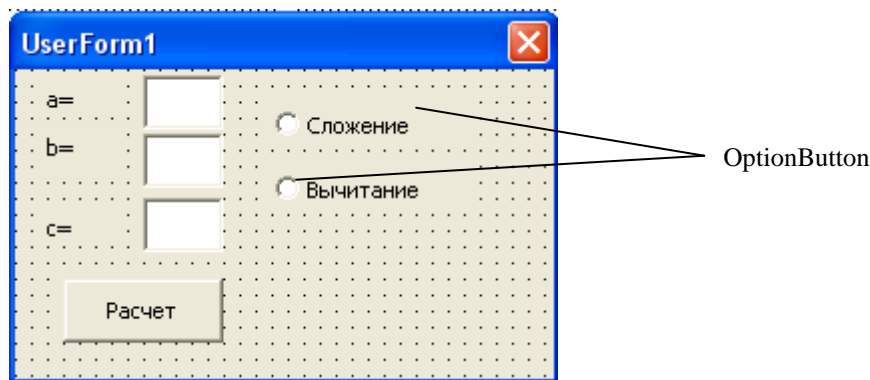 UserForm1
a=
Сложение
b=
OptionButton
Вычитание
c=
Расчет